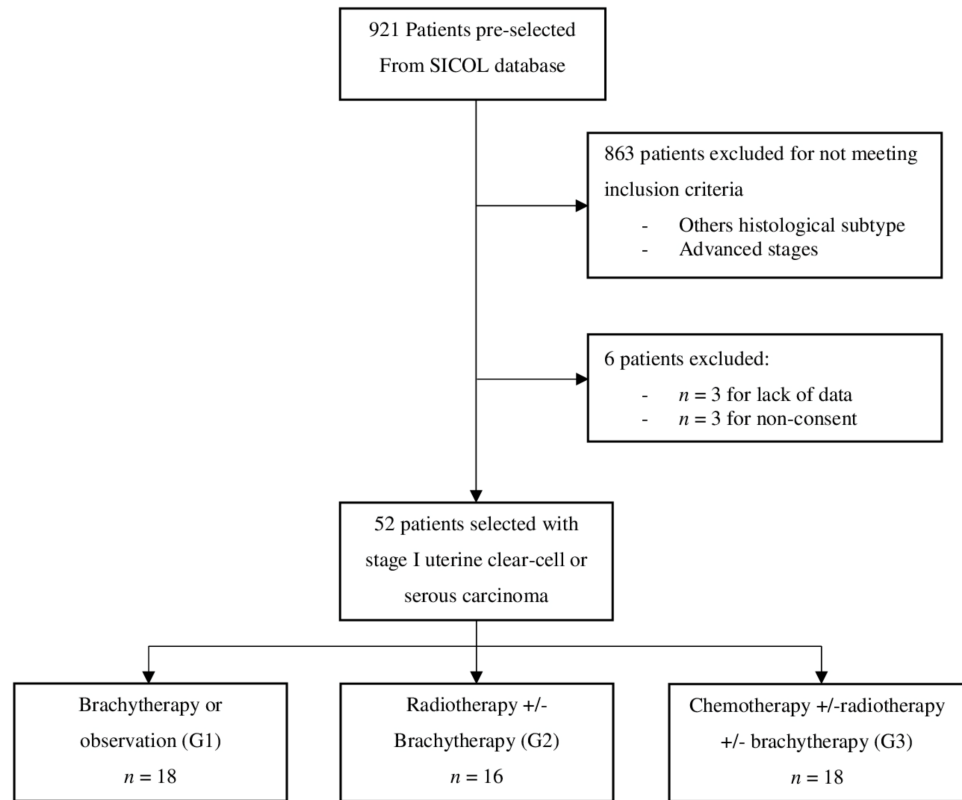 921 Patients pre-selected
From SICOL database
863 patients excluded for not meeting
inclusion criteria
- Others histological subtype
- Advanced stages
6 patients excluded:
- n = 3 for lack of data
- n = 3 for non-consent
52 patients selected with
stage I uterine clear-cell or
serous carcinoma
Brachytherapy or
observation (G1)
n = 18
Radiotherapy +/-
Brachytherapy (G2)
n = 16
Chemotherapy +/-radiotherapy
+/- brachytherapy (G3)
n = 18